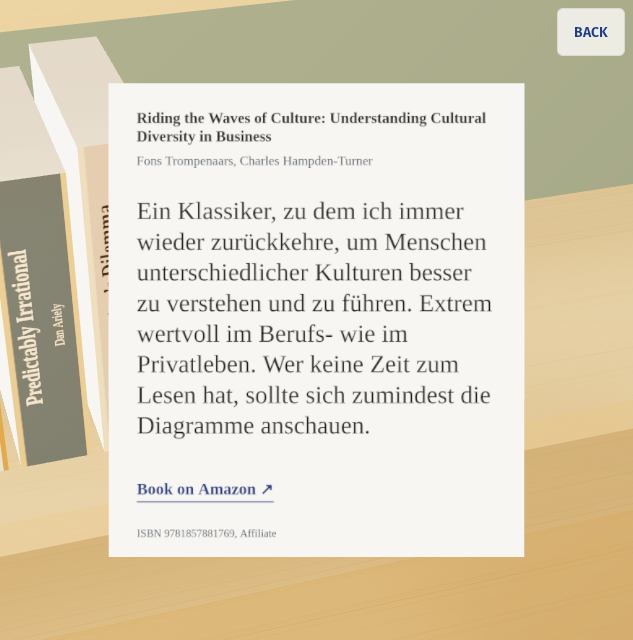 BACK
Riding the Waves of Culture: Understanding Cultural
Diversity in Business
Fons Trompenaars, Charles Hampden-Turner
Ein Klassiker, zu dem ich immer
wieder zurückkehre, um Menschen
unterschiedlicher Kulturen besser
zu verstehen und zu führen. Extrem
wertvoll im Berufs- wie im
Privatleben. Wer keine Zeit zum
Lesen hat, sollte sich zumindest die
Diagramme anschauen.
Book on Amazon ↗
ISBN 9781857881769, Affiliate
Predictably Irrational
Dan Ariely
Dilemma